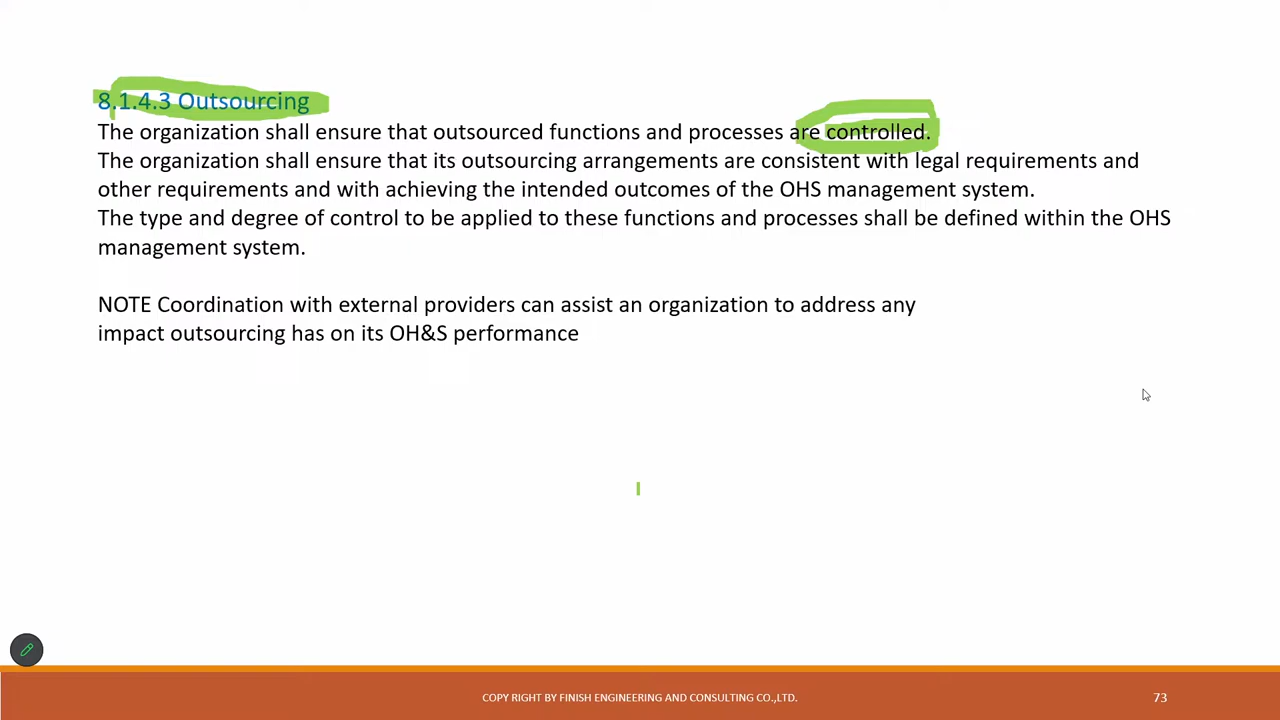 8.1.4.3 Outsourcing
The organization shall ensure that outsourced functions and processes are controlled.
The organization shall ensure that its outsourcing arrangements are consistent with legal requirements and
other requirements and with achieving the intended outcomes of the OHS management system.
The type and degree of control to be applied to these functions and processes shall be defined within the OHS
management system.
NOTE Coordination with external providers can assist an organization to address any
impact outsourcing has on its OH&S performance
COPY RIGHT BY FINISH ENGINEERING AND CONSULTING CO.,LTD.
73